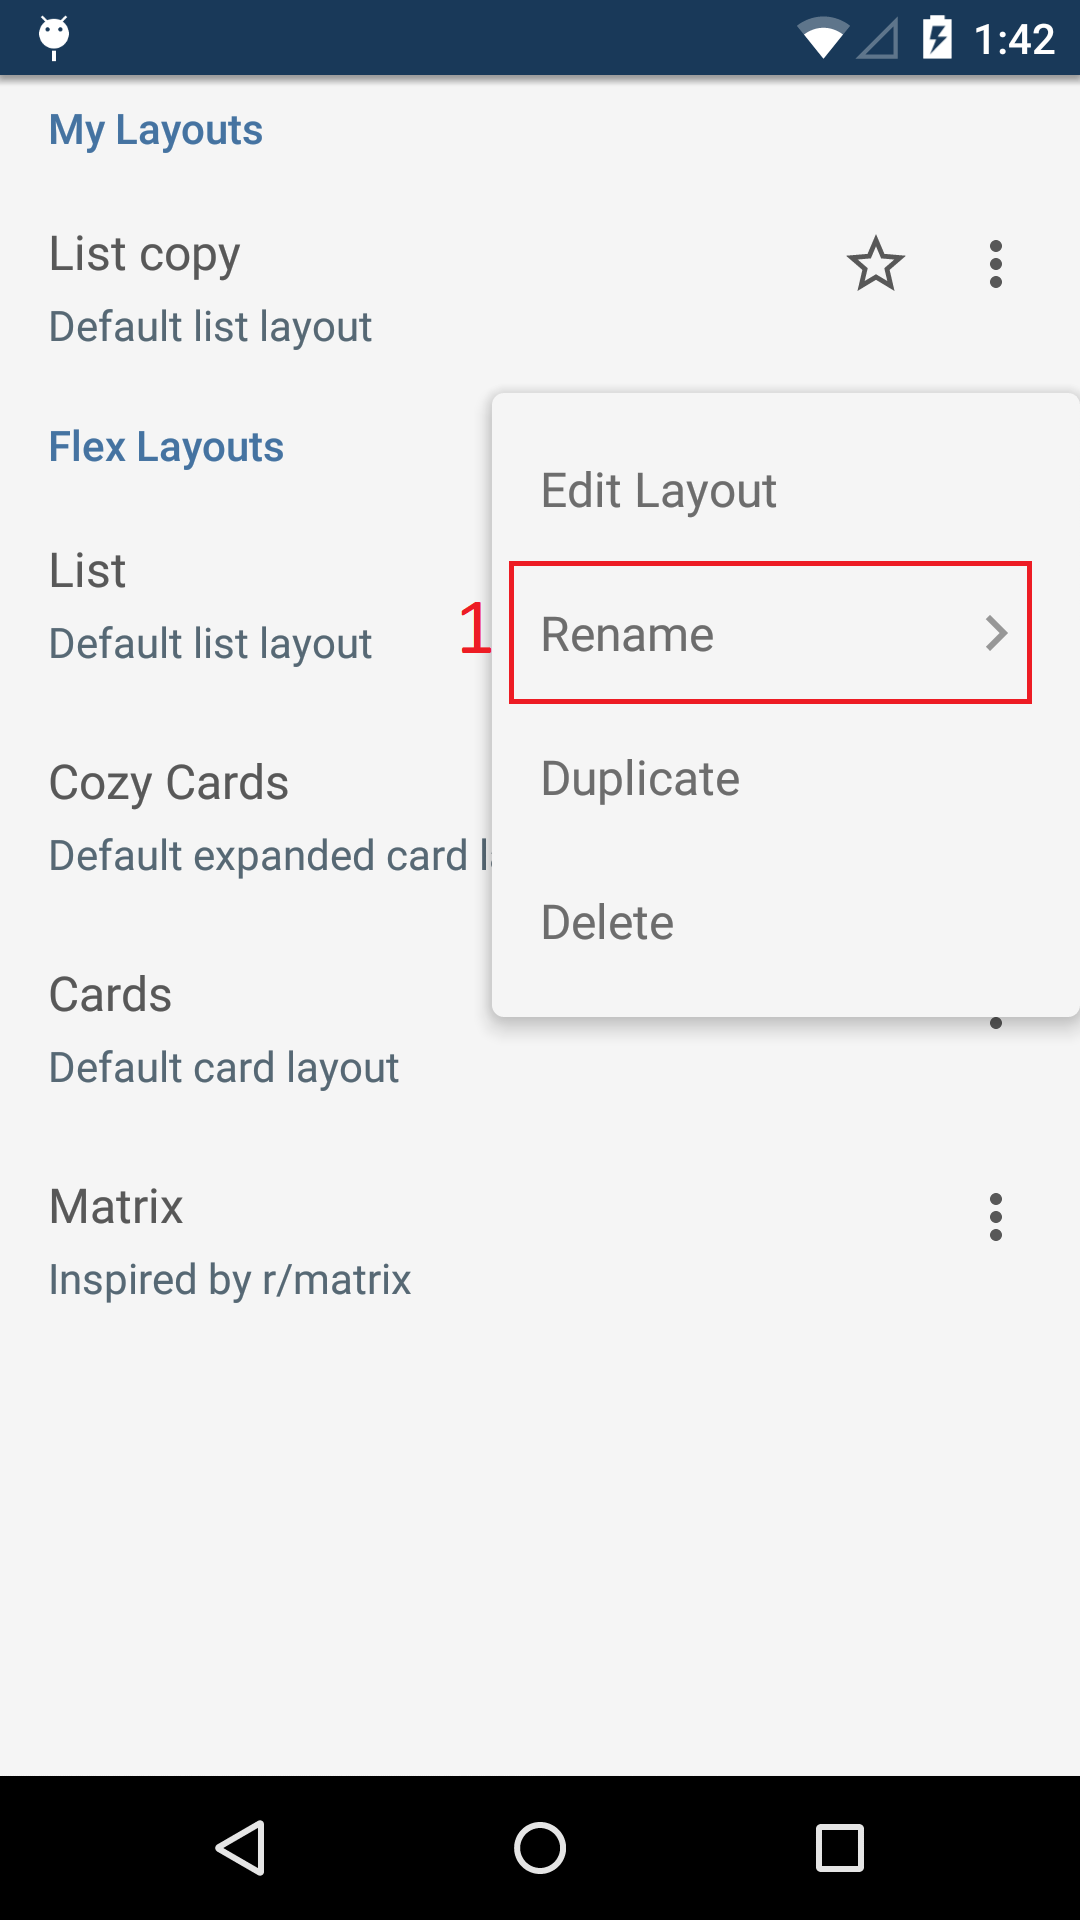 1:42
My Layouts
List copy
Default list layout
Flex Layouts
List
Default list layout
Cozy Cards
Default expanded card l
Cards
Default card layout
Matrix
Inspired by r/matrix
Edit Layout
1
Rename
Duplicate
Delete